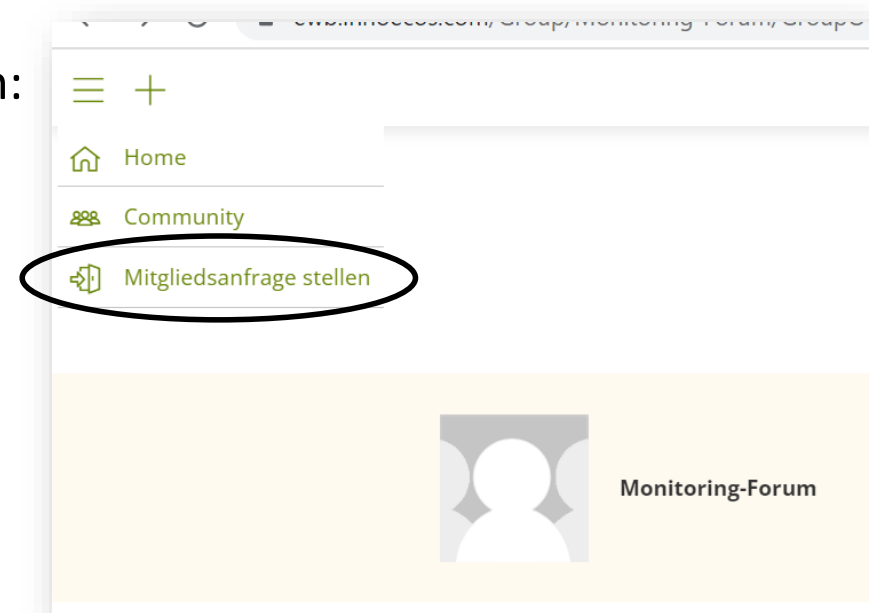 n:
Home
Community
Mitgliedsanfrage stellen
Monitoring-Forum